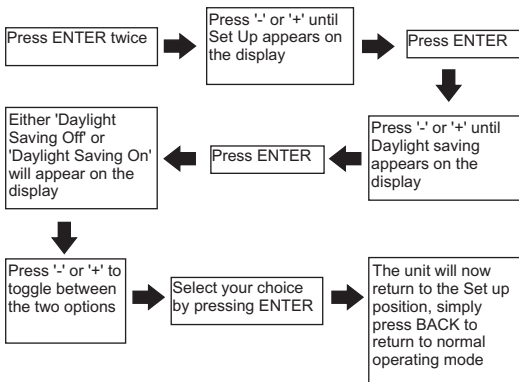 Press ENTER twice
Press '-' or '+' until
Set Up appears on
the display
Press ENTER
Press '-' or '+' until
Daylight saving
appears on the
display
Press ENTER
Either 'Daylight
Saving Off' or
'Daylight Saving On'
will appear on the
display
Press '-' or '+' to
toggle between
the two options
Select your choice
by pressing ENTER
The unit will now
return to the Set up
position, simply
press BACK to
return to normal
operating mode